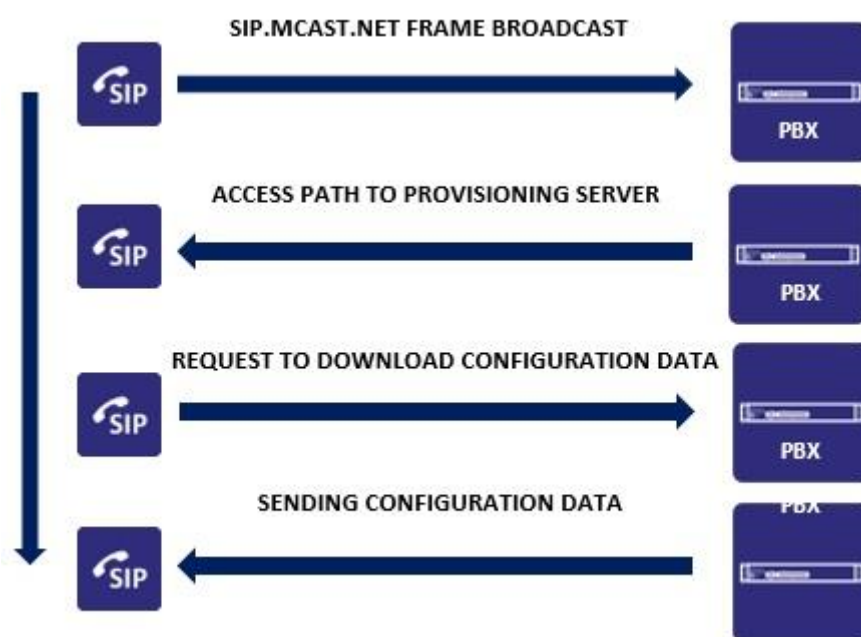 SIP.MCAST.NET FRAME BROADCAST
SIP
PBX
ACCESS PATH TO PROVISIONING SERVER
SIP
PBX
REQUEST TO DOWNLOAD CONFIGURATION DATA
SIP
PBX
SENDING CONFIGURATION DATA
PBX
SIP